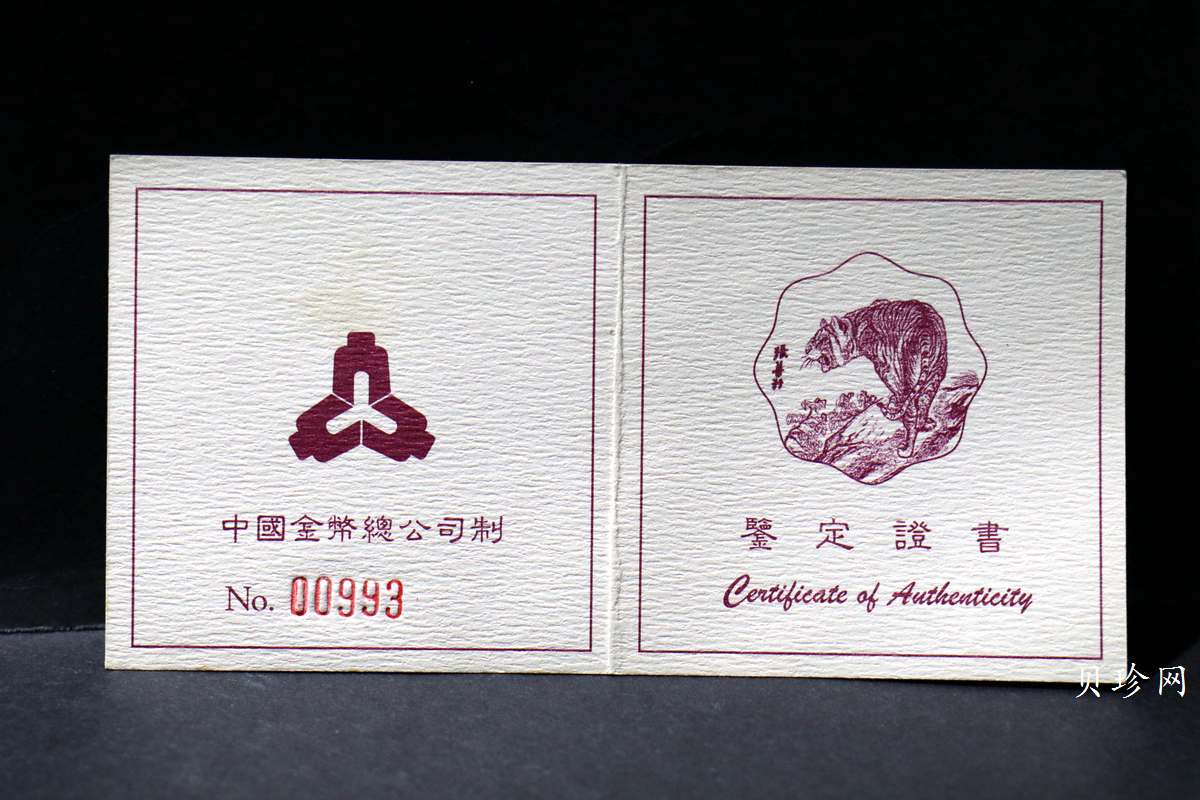 中國金幣總公司制
No. 00993
張善孖
鑒定證書
Certificate of Authenticity
贝珍网